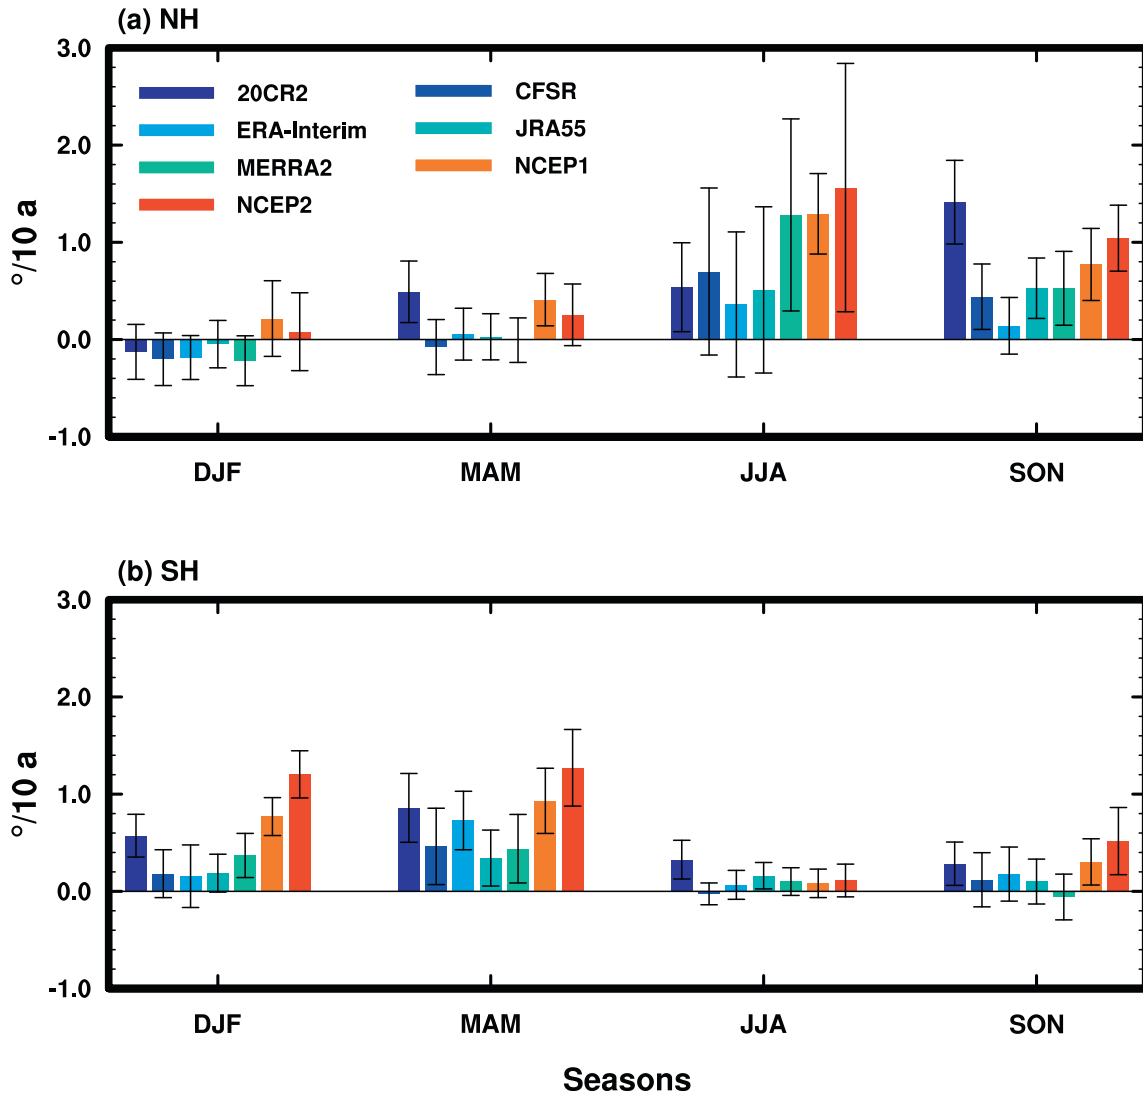 (a) NH
3.0
2.0
1.0
0.0
-1.0
°/10 a
20CR2
CFSR
ERA-Interim
JRA55
MERRA2
NCEP1
NCEP2
DJF
MAM
JJA
SON
(b) SH
3.0
2.0
1.0
0.0
-1.0
°/10 a
DJF
MAM
JJA
SON
Seasons